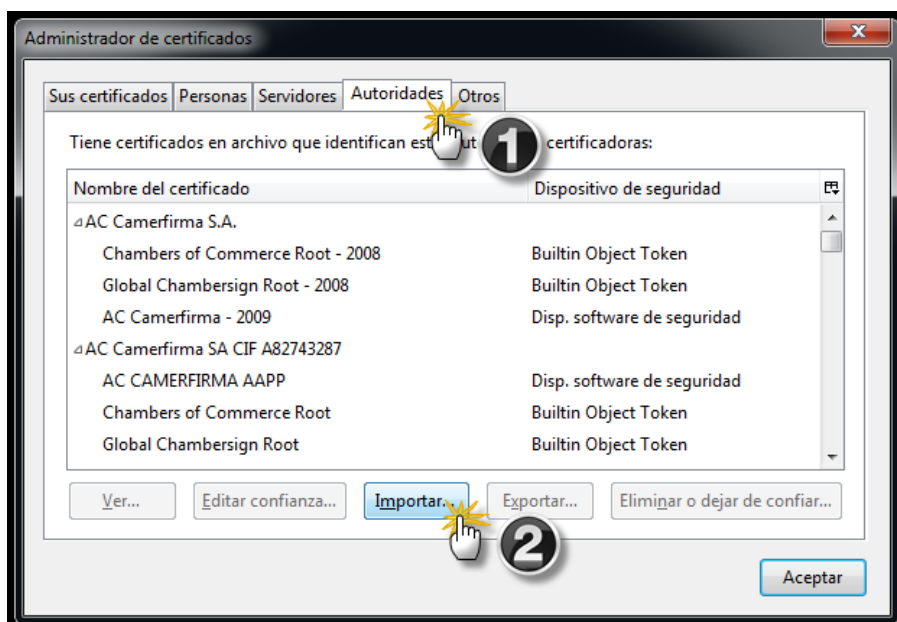 Administrador de certificados
Sus certificados Personas Servidores Autoridades Otros
1
Tiene certificados en archivo que identifican certificadoras:
Nombre del certificado Dispositivo de seguridad
AC Camerfirma S.A.
Chambers of Commerce Root - 2008 Builtin Object Token
Global Chambersign Root - 2008 Builtin Object Token
AC Camerfirma - 2009 Disp. software de seguridad
AC Camerfirma SA CIF A82743287
AC CAMERFIRMA AAPP Disp. software de seguridad
Chambers of Commerce Root Builtin Object Token
Global Chambersign Root Builtin Object Token
Ver... Editar confianza... Importar... Exportar... Eliminar o dejar de confiar...
2
Aceptar